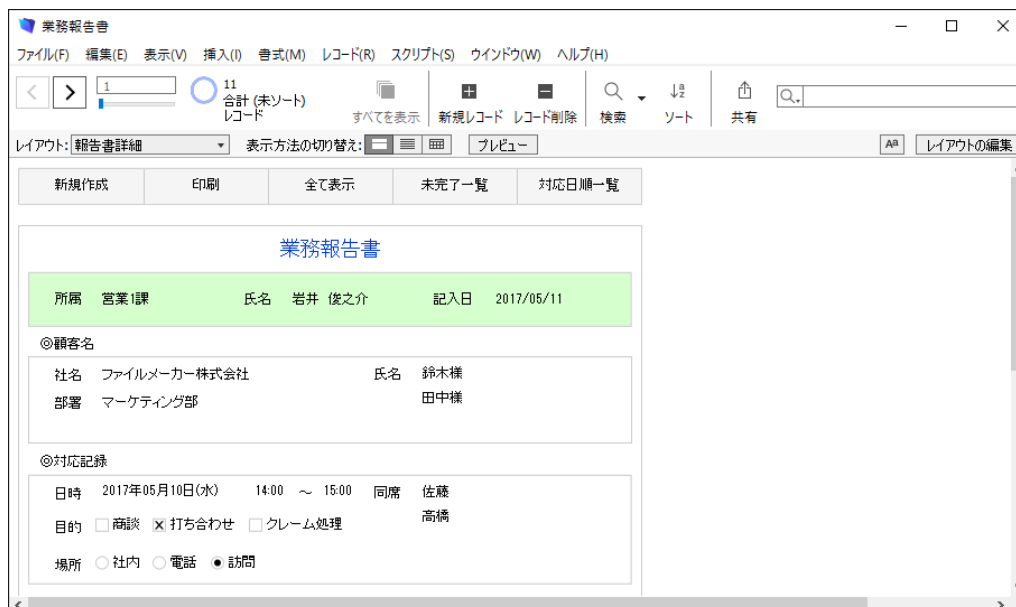 業務報告書
ファイル(F) 編集(E) 表示(V) 挿入(I) 書式(M) レコード(R) スクリプト(S) ウインドウ(W) ヘルプ(H)
1
11
合計 (未ソート)
レコード
すべてを表示 新規レコード レコード削除 検索 ソート 共有
レイアウト: 報告書詳細 表示方法の切り替え: プレビュー Aa レイアウトの編集
新規作成 印刷 全て表示 未完了一覧 対応日順一覧
業務報告書
所属 営業1課 氏名 岩井 俊之介 記入日 2017/05/11
◎顧客名
社名 ファイルメーカー株式会社 氏名 鈴木様
部署 マーケティング部 田中様
◎対応記録
日時 2017年05月10日(水) 14:00 ～ 15:00 同席 佐藤
高橋
目的 商談 打ち合わせ クレーム処理
場所 社内 電話 訪問